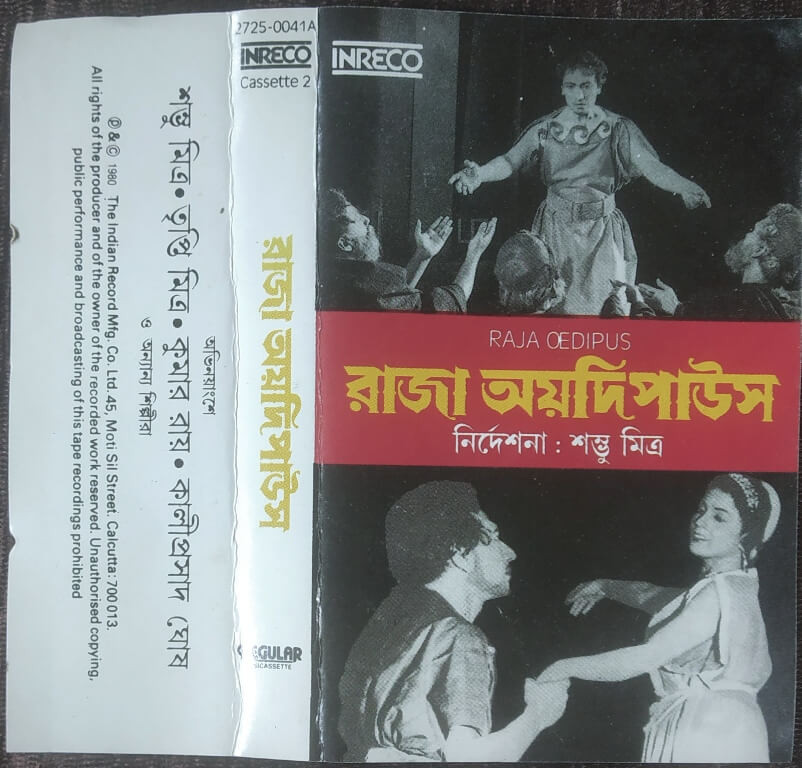 2725-0041A
INRECO
Cassette 2
রাজা অয়দিপাউস
INRECO
RAJA ŒDIPUS
রাজা অয়দিপাউস
নির্দেশনা : শম্ভু মিত্র
অভিনয়াংশে
শম্ভু মিত্র • তৃপ্তি মিত্র • কুমার রায় • কালীপ্রসাদ ঘোষ
ও অন্যান্য শিল্পীরা
Ⓟ & © 1980 The Indian Record Mfg. Co. Ltd. 45, Moti Sil Street. Calcutta: 700 013.
All rights of the producer and of the owner of the recorded work reserved. Unauthorised copying,
public performance and broadcasting of this tape recordings prohibited